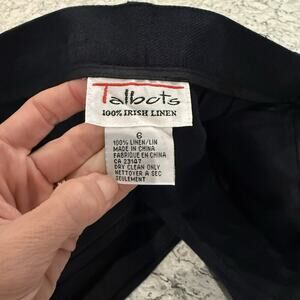 Talbots
100% IRISH LINEN
6
100% LINEN/LIN
MADE IN CHINA
FABRIQUE EN CHINA
CA 23187
DRY CLEAN ONLY
NETTOYER A SEC
SEULEMENT